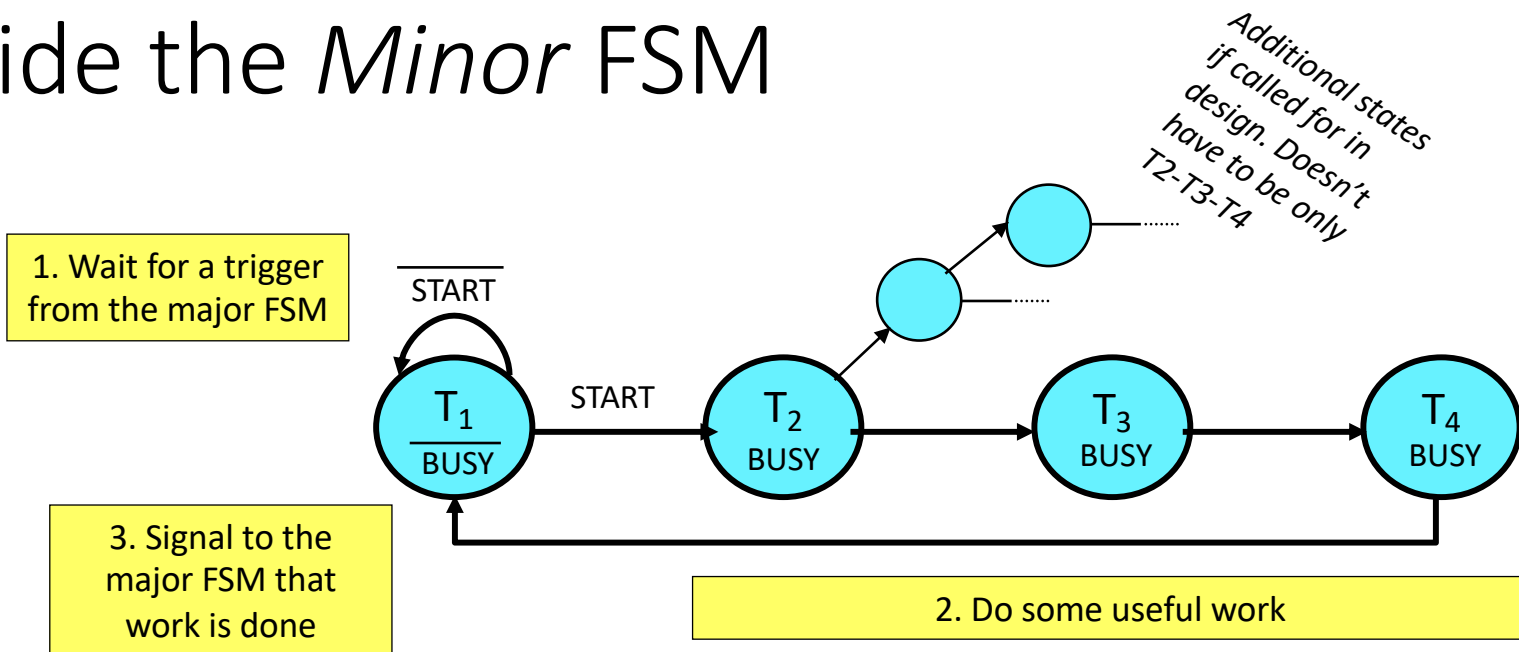 ide the Minor FSM
Additional states
if called for in
design. Doesn't
have to be only
T2-T3-T4
1. Wait for a trigger
from the major FSM
START
START
T₁
BUSY
T₂
BUSY
T₃
BUSY
T₄
BUSY
3. Signal to the
major FSM that
work is done
2. Do some useful work